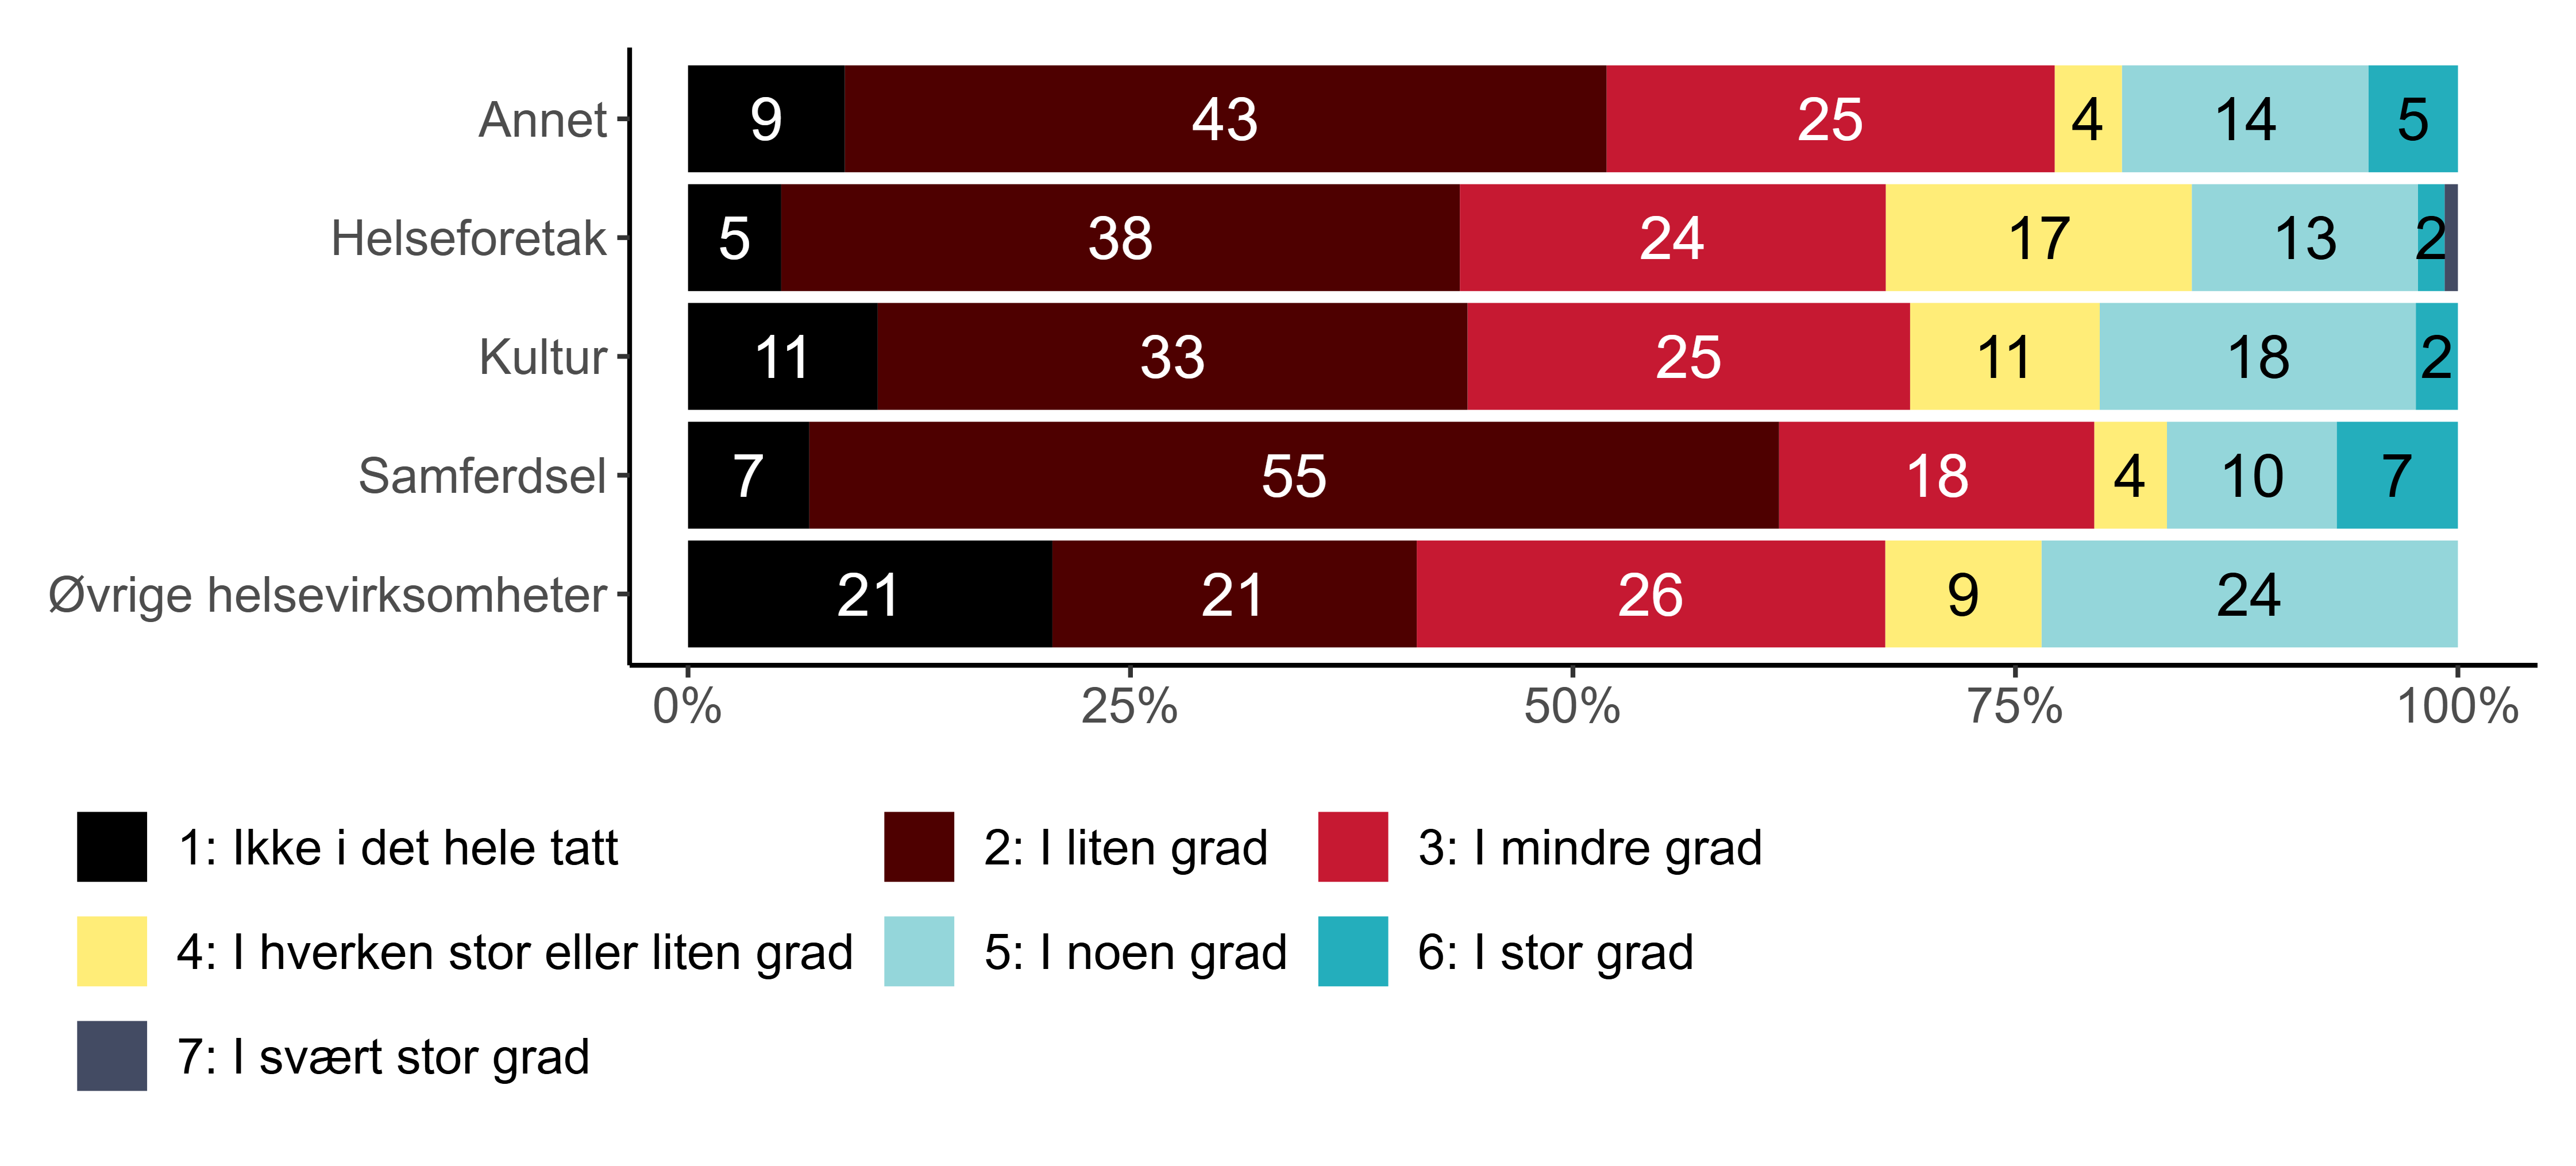 Annet 9 43 25 4 14 5
Helseforetak 5 38 24 17 13 2
Kultur 11 33 25 11 18 2
Samferdsel 7 55 18 4 10 7
Øvrige helsevirksomheter 21 21 26 9 24
0% 25% 50% 75% 100%
1: Ikke i det hele tatt 2: I liten grad 3: I mindre grad
4: I hverken stor eller liten grad 5: I noen grad 6: I stor grad
7: I svært stor grad